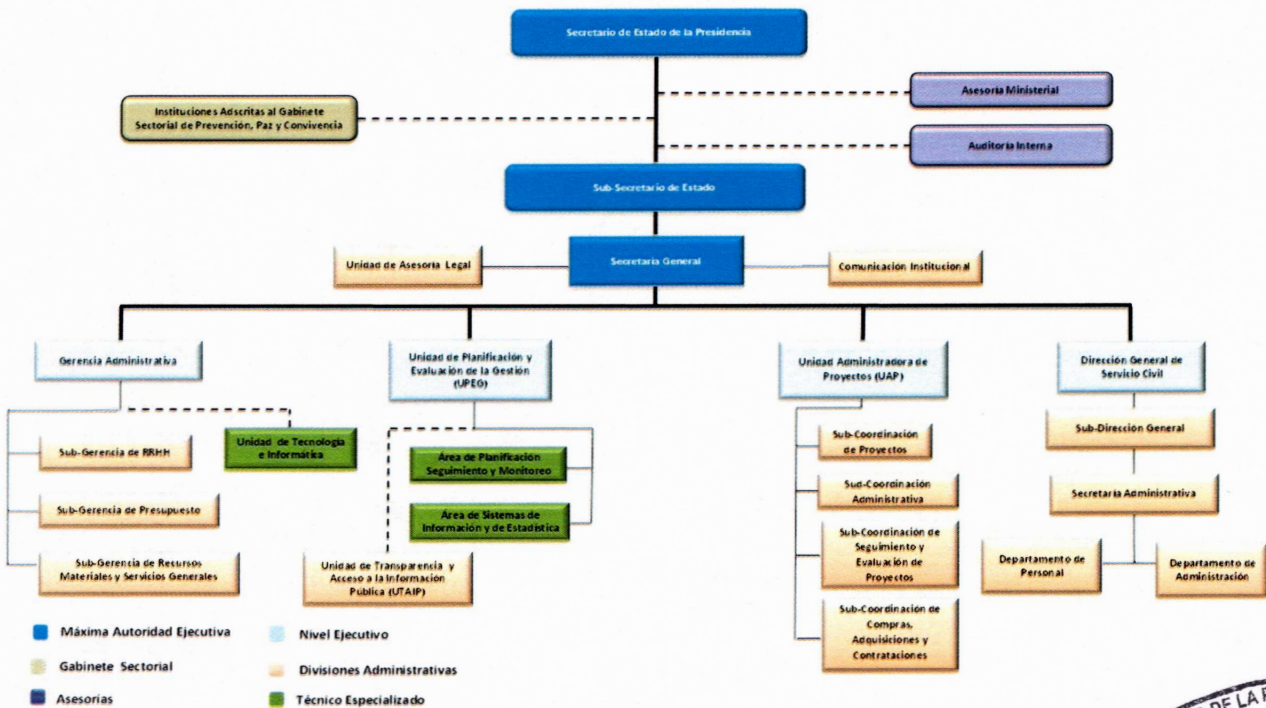 Secretario de Estado de la Presidencia
Instituciones Adscritas al Gabinete
Sectorial de Prevención, Paz y Convivencia
Asesoría Ministerial
Auditoría Interna
Sub-Secretario de Estado
Unidad de Asesoría Legal
Secretaría General
Comunicación Institucional
Gerencia Administrativa
Unidad de Planificación y
Evaluación de la Gestión
(UPEG)
Unidad Administradora de
Proyectos (UAP)
Dirección General de
Servicio Civil
Sub-Gerencia de RRHH
Unidad de Tecnología
e Informática
Sub-Gerencia de Presupuesto
Sub-Gerencia de Recursos
Materiales y Servicios Generales
Área de Planificación
Seguimiento y Monitoreo
Área de Sistemas de
Información y de Estadística
Unidad de Transparencia y
Acceso a la Información
Pública (UTAIP)
Sub-Coordinación
de Proyectos
Sud-Coordinación
Administrativa
Sub-Coordinación de
Seguimiento y
Evaluación de
Proyectos
Sub-Coordinación de
Compras,
Adquisiciones y
Contrataciones
Sub-Dirección General
Secretaría Administrativa
Departamento de
Personal
Departamento de
Administración
Máxima Autoridad Ejecutiva
Nivel Ejecutivo
Gabinete Sectorial
Divisiones Administrativas
Asesorías
Técnico Especializado
DE LA